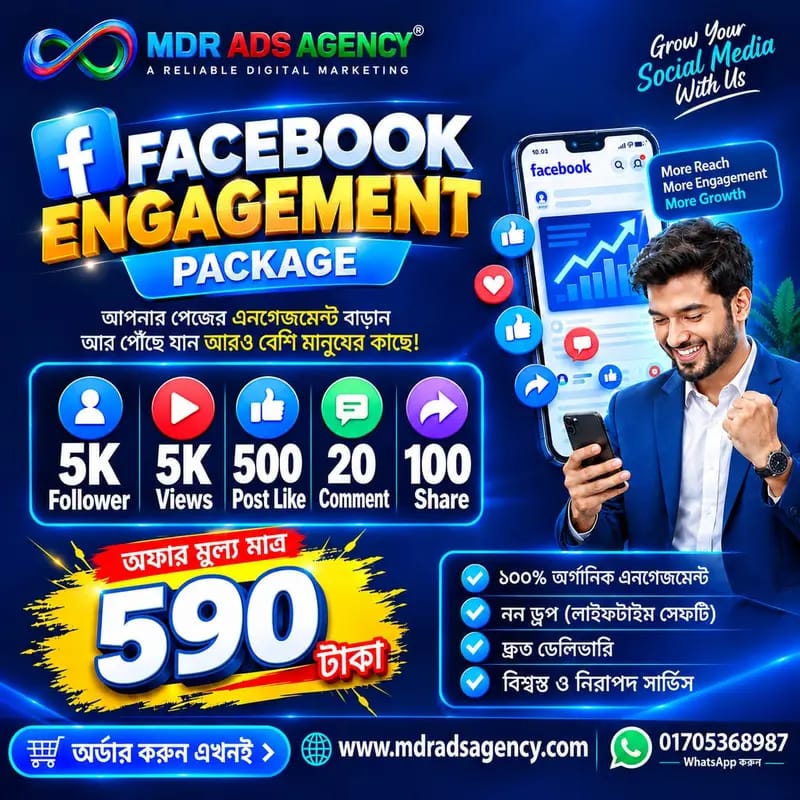 MDR ADS AGENCY®
A RELIABLE DIGITAL MARKETING
Grow Your
Social Media
With Us
f FACEBOOK
ENGAGEMENT
PACKAGE
আপনার পেজের এনগেজমেন্ট বাড়ান
আর পৌঁছে যান আরও বেশি মানুষের কাছে!
10:03
facebook
More Reach
More Engagement
More Growth
5K
Follower
5K
Views
500
Post Like
20
Comment
100
Share
অফার মূল্য মাত্র
590
টাকা
১০০% অর্গানিক এনগেজমেন্ট
নন ড্রপ (লাইফটাইম সেফটি)
দ্রুত ডেলিভারি
বিশ্বস্ত ও নিরাপদ সার্ভিস
অর্ডার করুন এখনই >
www.mdradsagency.com
01705368987
WhatsApp করুন